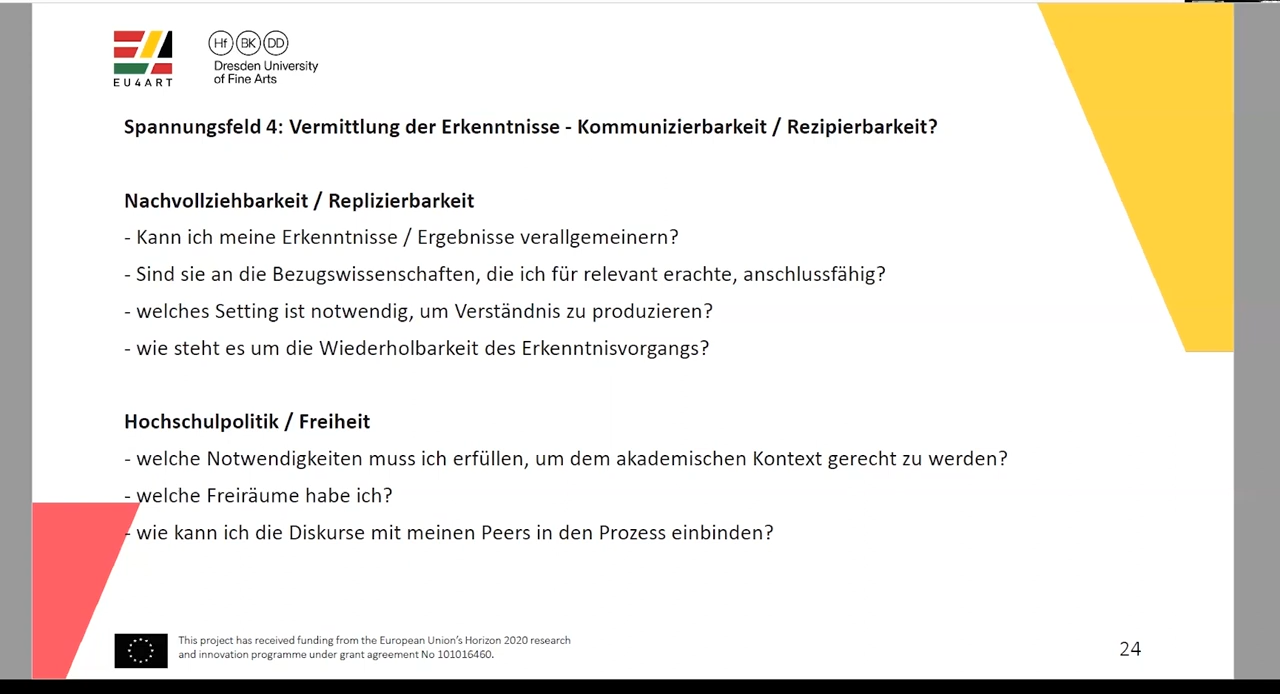 EU4ART
Hf BK DD
Dresden University
of Fine Arts
Spannungsfeld 4: Vermittlung der Erkenntnisse - Kommunizierbarkeit / Rezipierbarkeit?
Nachvollziehbarkeit / Replizierbarkeit
- Kann ich meine Erkenntnisse / Ergebnisse verallgemeinern?
- Sind sie an die Bezugswissenschaften, die ich für relevant erachte, anschlussfähig?
- welches Setting ist notwendig, um Verständnis zu produzieren?
- wie steht es um die Wiederholbarkeit des Erkenntnisvorgangs?
Hochschulpolitik / Freiheit
- welche Notwendigkeiten muss ich erfüllen, um dem akademischen Kontext gerecht zu werden?
- welche Freiräume habe ich?
- wie kann ich die Diskurse mit meinen Peers in den Prozess einbinden?
This project has received funding from the European Union's Horizon 2020 research
and innovation programme under grant agreement No 101016460.
24